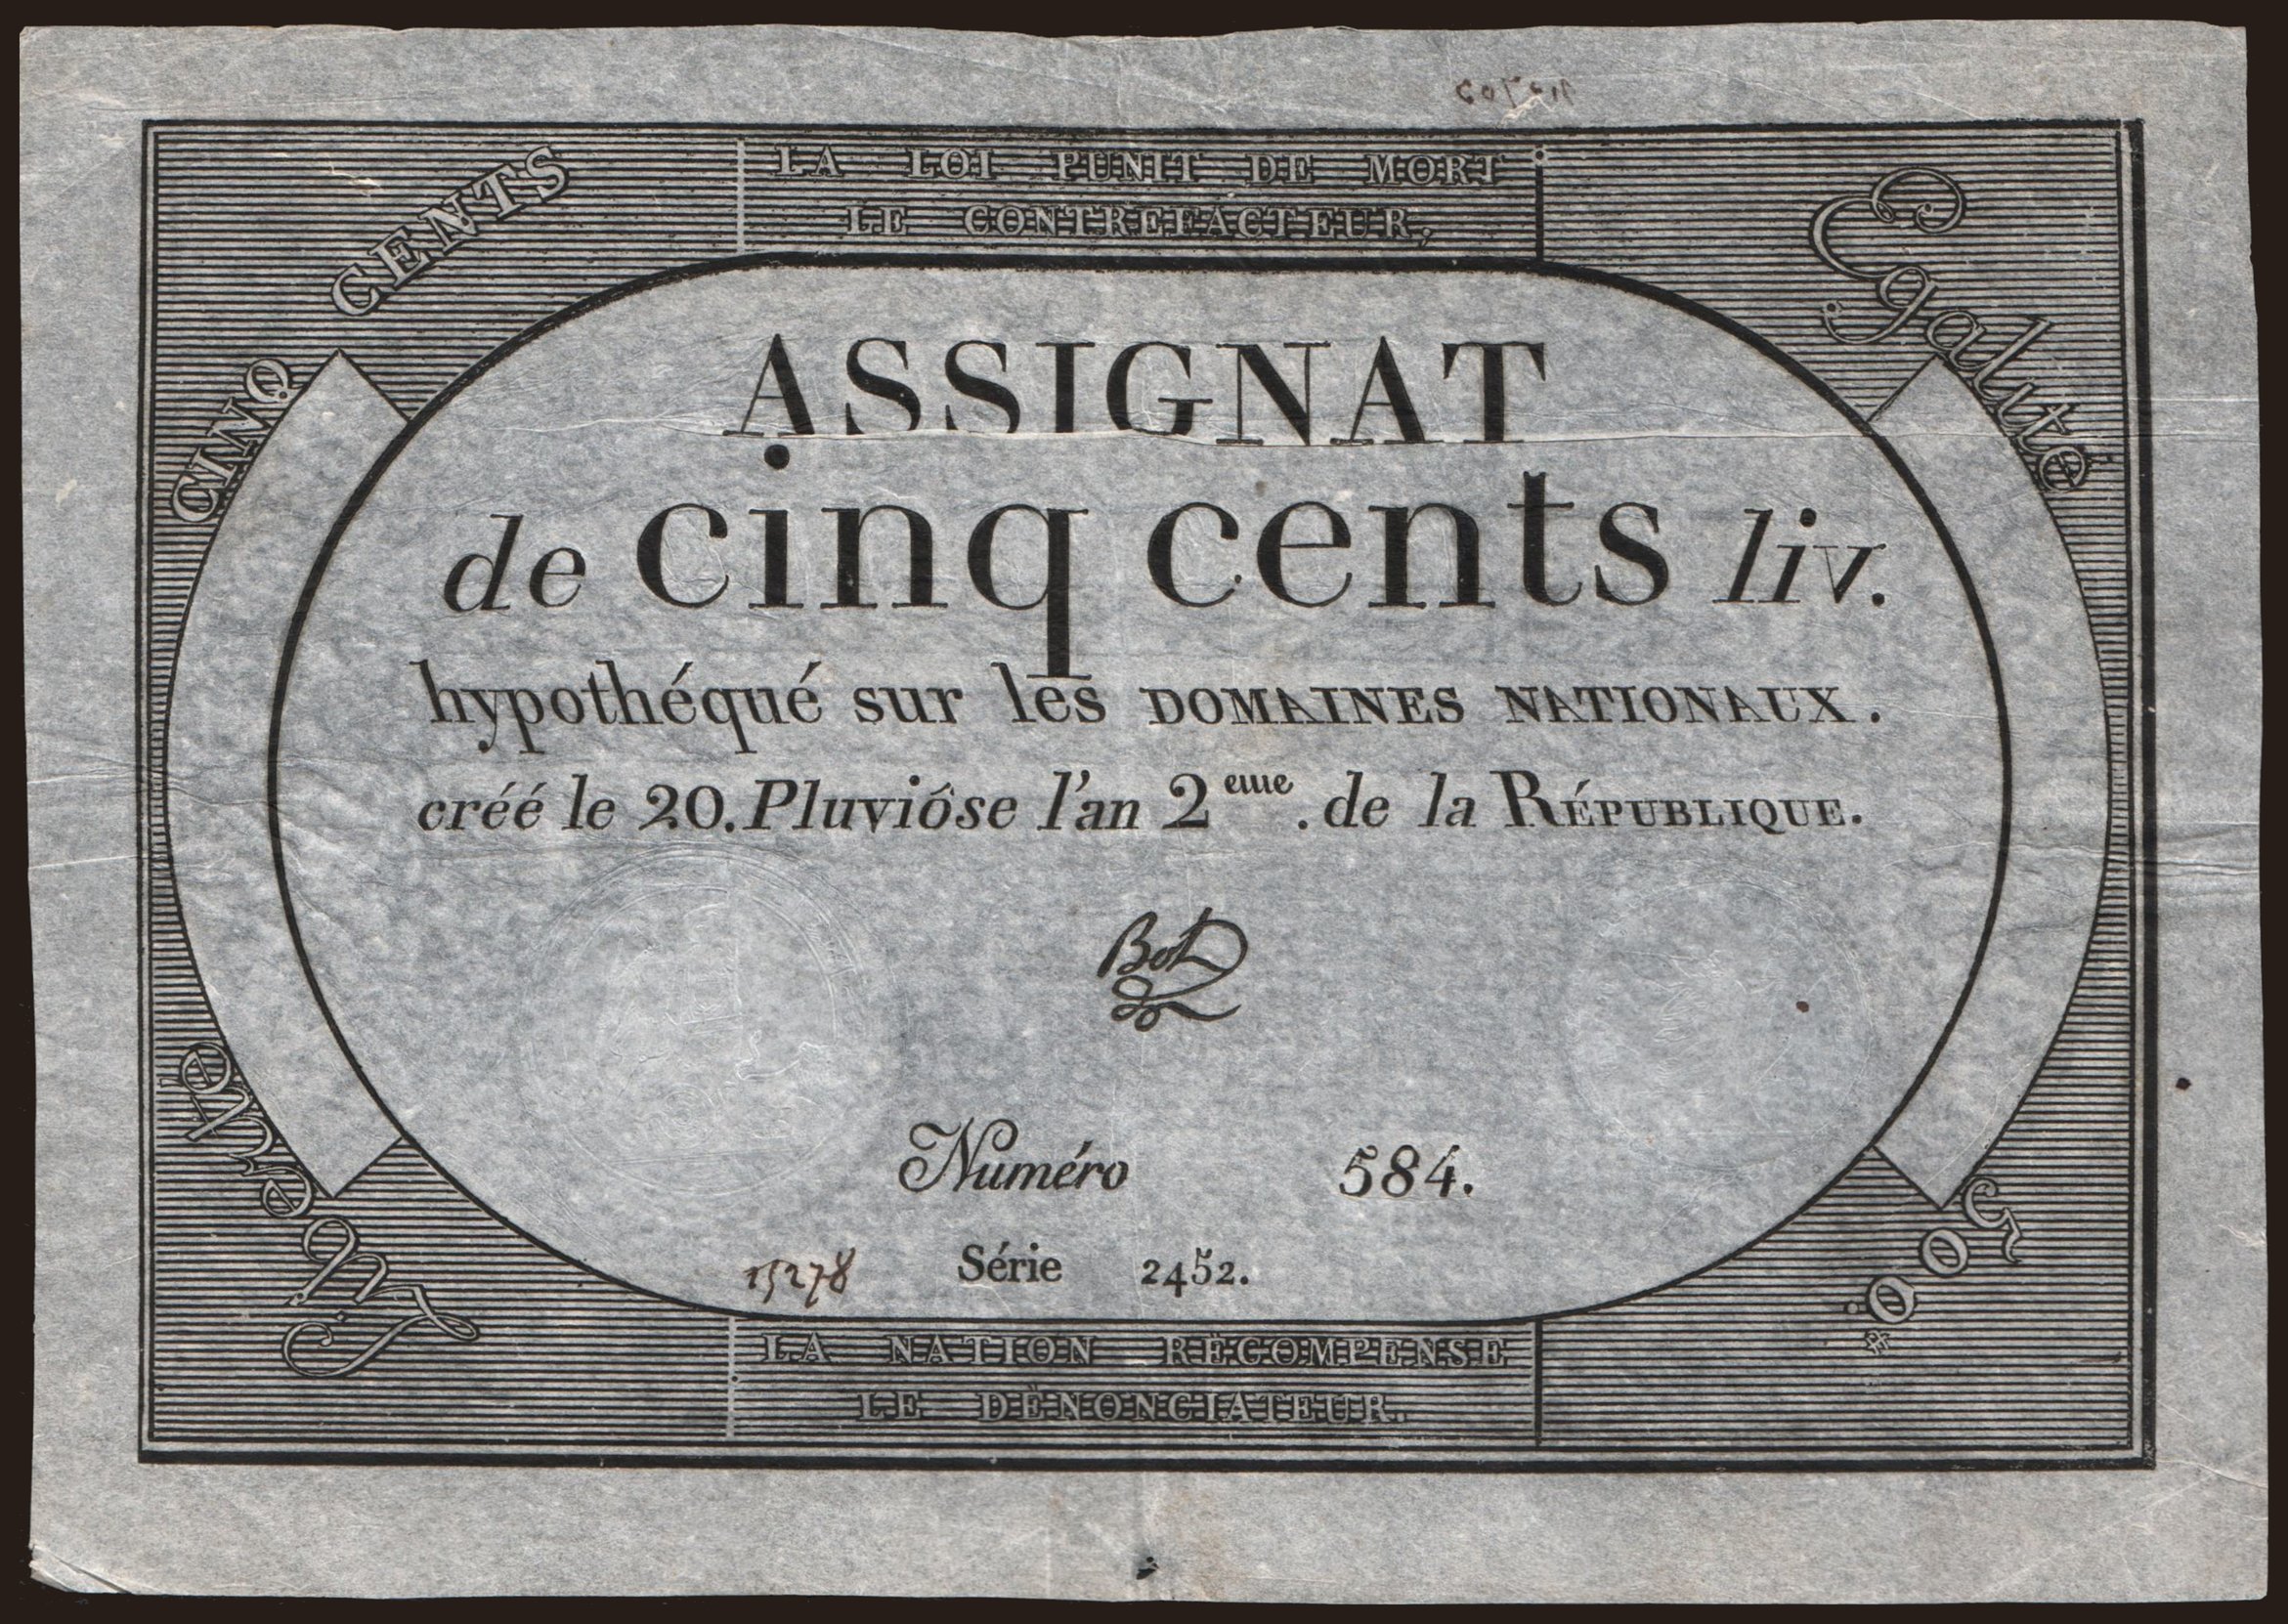 LA LOI PUNIT DE MORT
LE CONTREFACTEUR,
CINQ CENTS
Egalité
ASSIGNAT
de cinq cents liv.
hypothéqué sur les DOMAINES NATIONAUX.
créé le 20. Pluviôse l'an 2eme. de la RÉPUBLIQUE.
Bot
Numéro 584.
15278 Série 2452.
Liberté
500.
LA NATION RÉCOMPENSE
LE DÉNONCIATEUR.